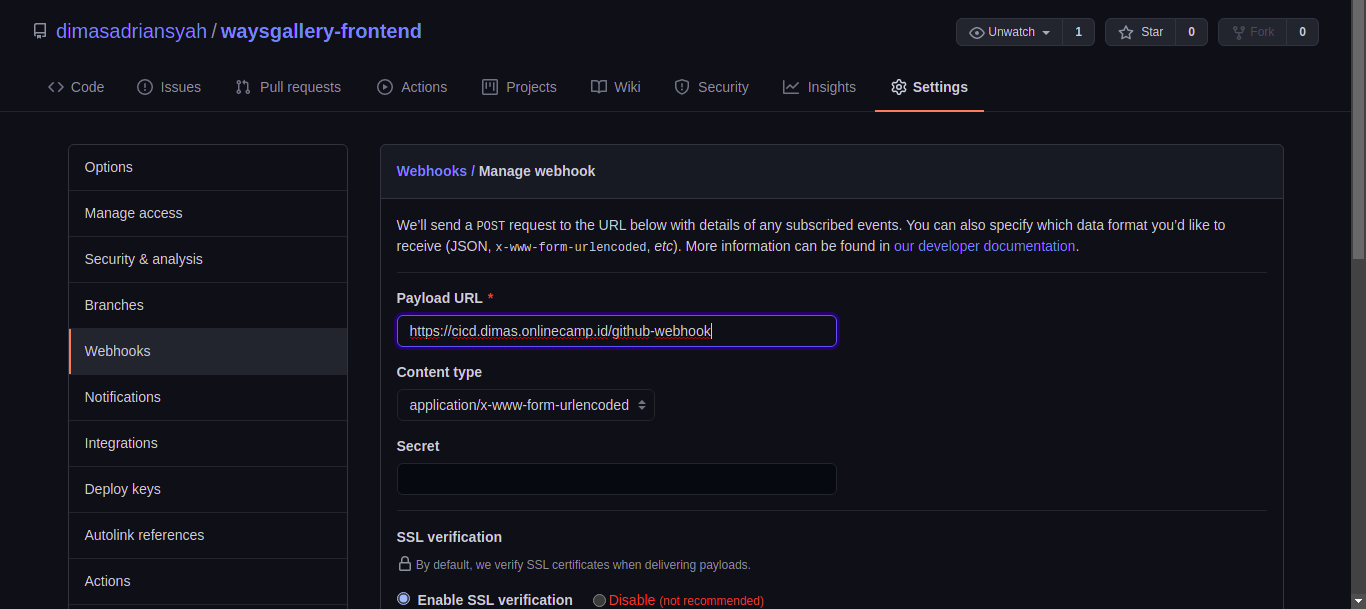 dimasadriansyah / waysgallery-frontend
Unwatch 1 Star 0 Fork 0
Code Issues Pull requests Actions Projects Wiki Security Insights Settings
Options
Manage access
Security & analysis
Branches
Webhooks
Notifications
Integrations
Deploy keys
Autolink references
Actions
Webhooks / Manage webhook
We’ll send a POST request to the URL below with details of any subscribed events. You can also specify which data format you’d like to
receive (JSON, x-www-form-urlencoded, etc). More information can be found in our developer documentation.
Payload URL *
https://cicd.dimas.onlinecamp.id/github-webhook
Content type
application/x-www-form-urlencoded
Secret
SSL verification
By default, we verify SSL certificates when delivering payloads.
Enable SSL verification Disable (not recommended)